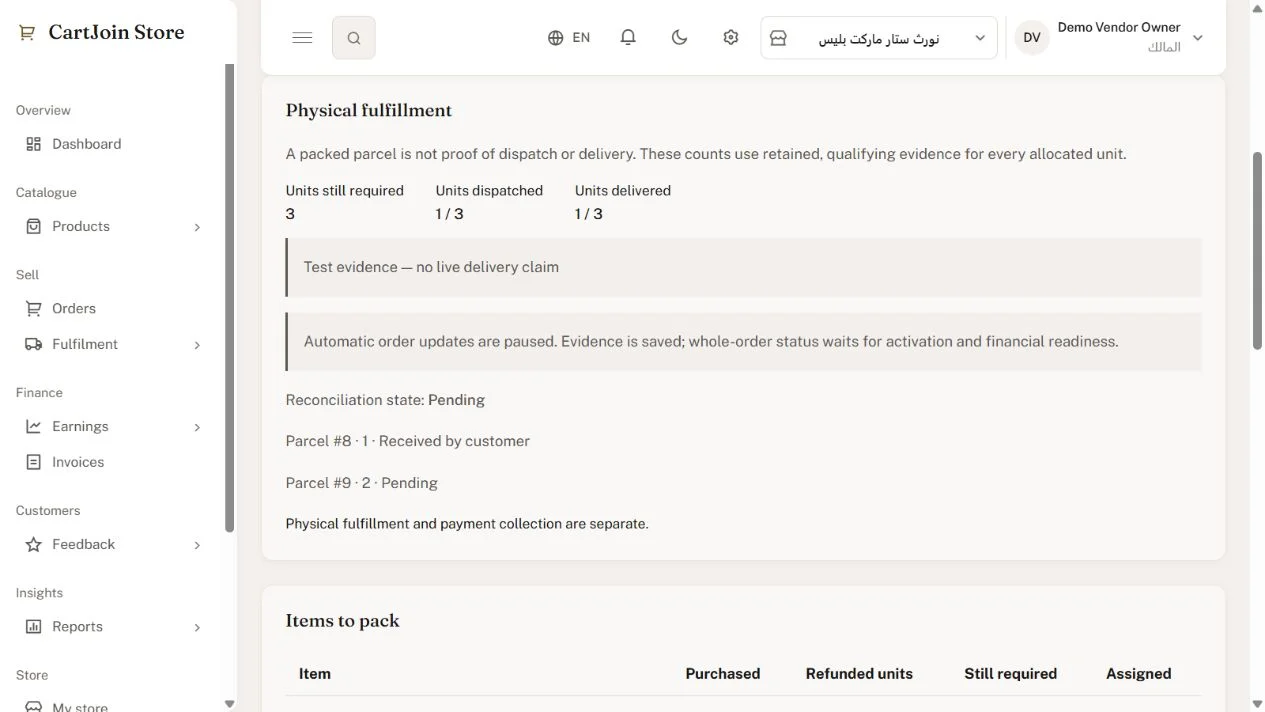 CartJoin Store
EN
نورث ستار ماركت بليس
DV
Demo Vendor Owner
المالك
Overview
Dashboard
Catalogue
Products
Sell
Orders
Fulfilment
Finance
Earnings
Invoices
Customers
Feedback
Insights
Reports
Store
My store
Physical fulfillment
A packed parcel is not proof of dispatch or delivery. These counts use retained, qualifying evidence for every allocated unit.
Units still required Units dispatched Units delivered
3 1 / 3 1 / 3
Test evidence — no live delivery claim
Automatic order updates are paused. Evidence is saved; whole-order status waits for activation and financial readiness.
Reconciliation state: Pending
Parcel #8 · 1 · Received by customer
Parcel #9 · 2 · Pending
Physical fulfillment and payment collection are separate.
Items to pack
Item Purchased Refunded units Still required Assigned